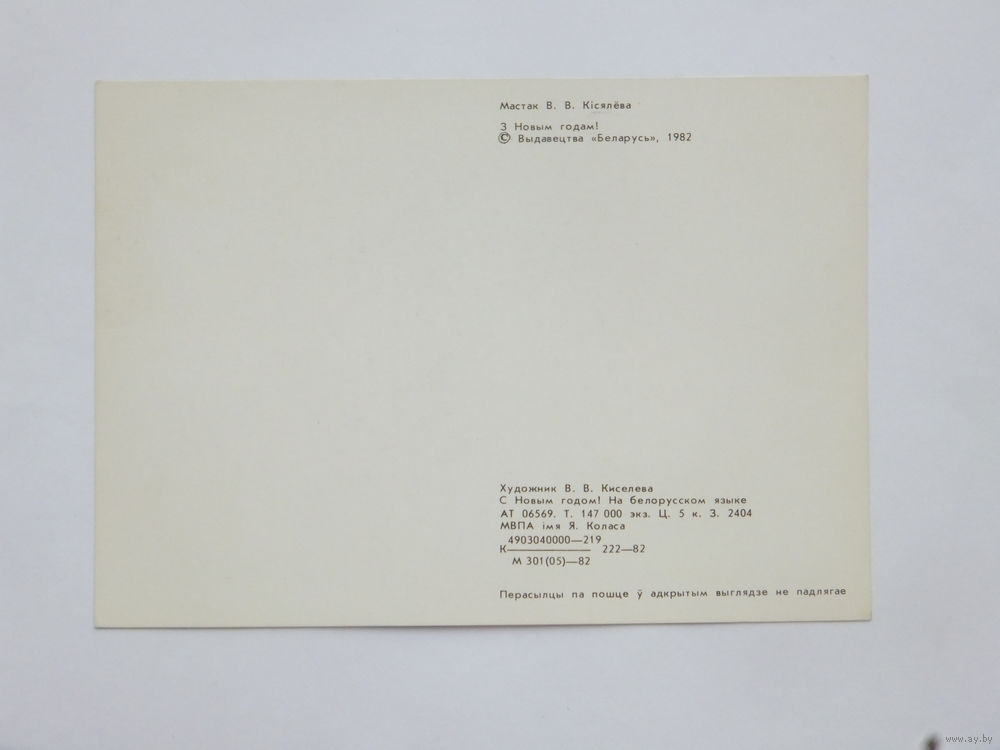 Мастак В. В. Кісялёва
З Новым годам!
© Выдавецтва «Беларусь», 1982
Художник В. В. Киселева
С Новым годом! На белорусском языке
АТ 06569. Т. 147 000 экз. Ц. 5 к. З. 2404
МВПА імя Я. Коласа
4903040000—219
К————— 222—82
М 301(05)—82
Перасылцы па пошце ў адкрытым выглядзе не падлягае
www.ay.by